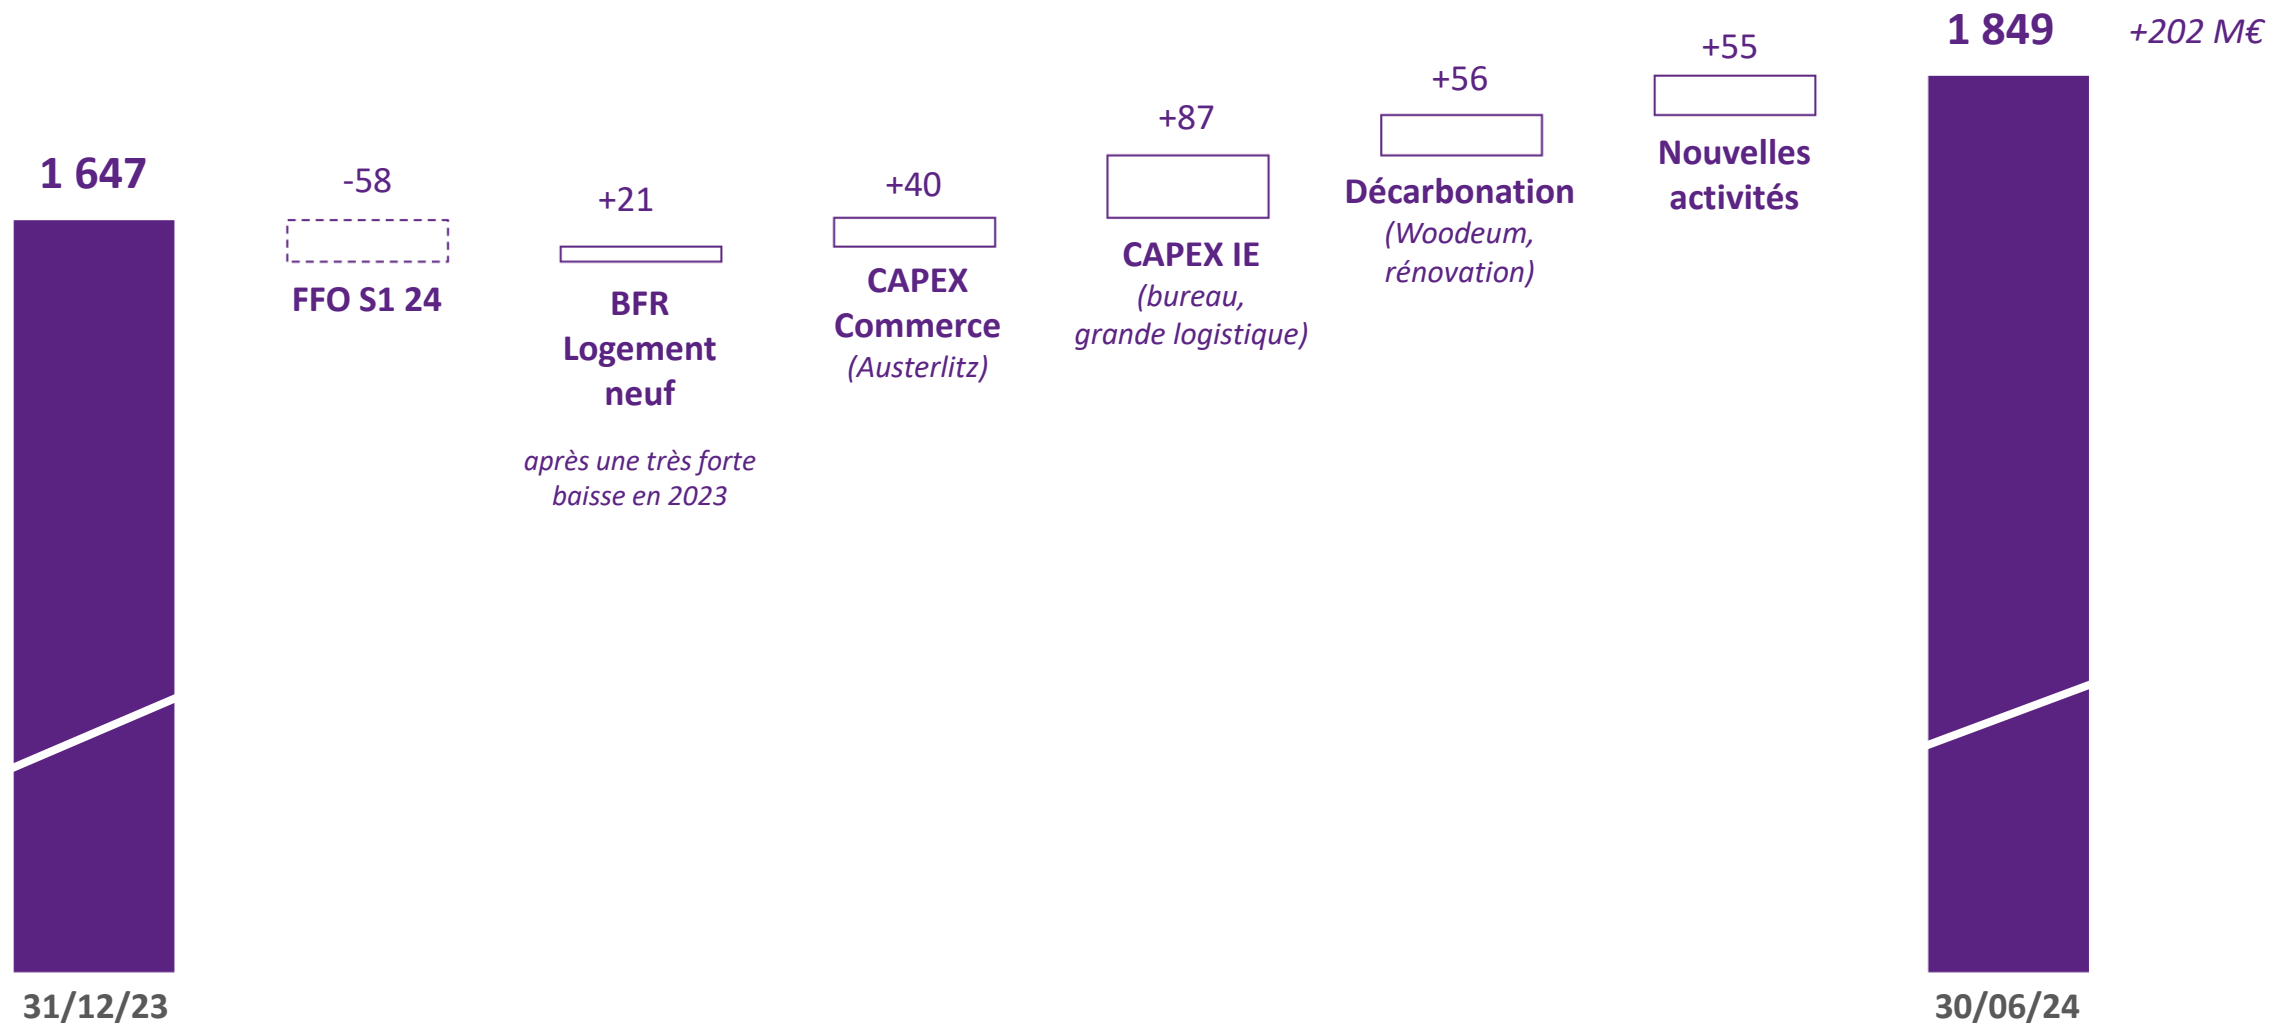 1 647
31/12/23
-58
FFO S1 24
+21
BFR
Logement
neuf
après une très forte
baisse en 2023
+40
CAPEX
Commerce
(Austerlitz)
+87
CAPEX IE
(bureau,
grande logistique)
+56
Décarbonation
(Woodeum,
rénovation)
+55
Nouvelles
activités
1 849
+202 M€
30/06/24